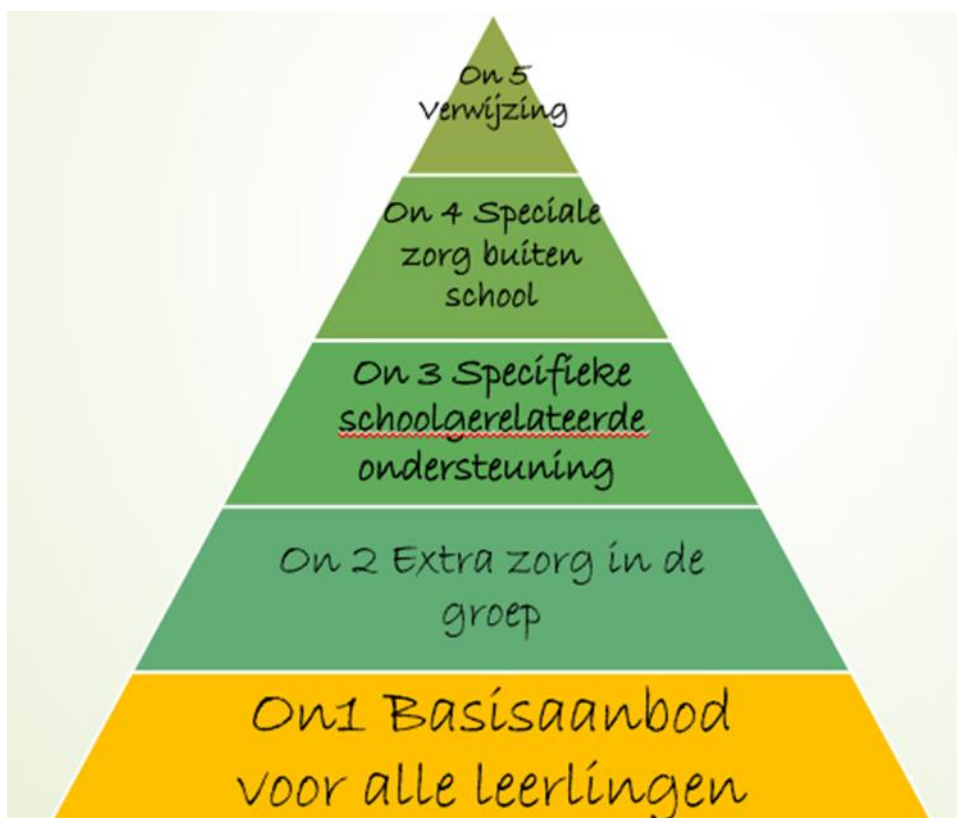 On 5
Verwijzing
On 4 Speciale
zorg buiten
school
On 3 Specifieke
schoolgerelateerde
ondersteuning
On 2 Extra zorg in de
groep
On1 Basisaanbod
voor alle leerlingen